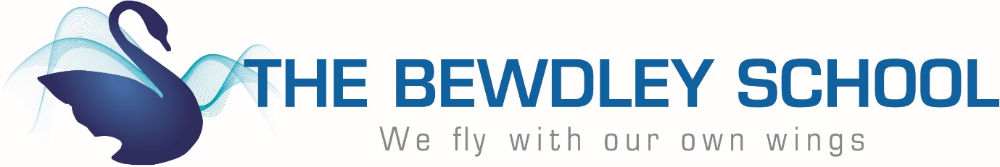 THE BEWDLEY SCHOOL
We fly with our own wings